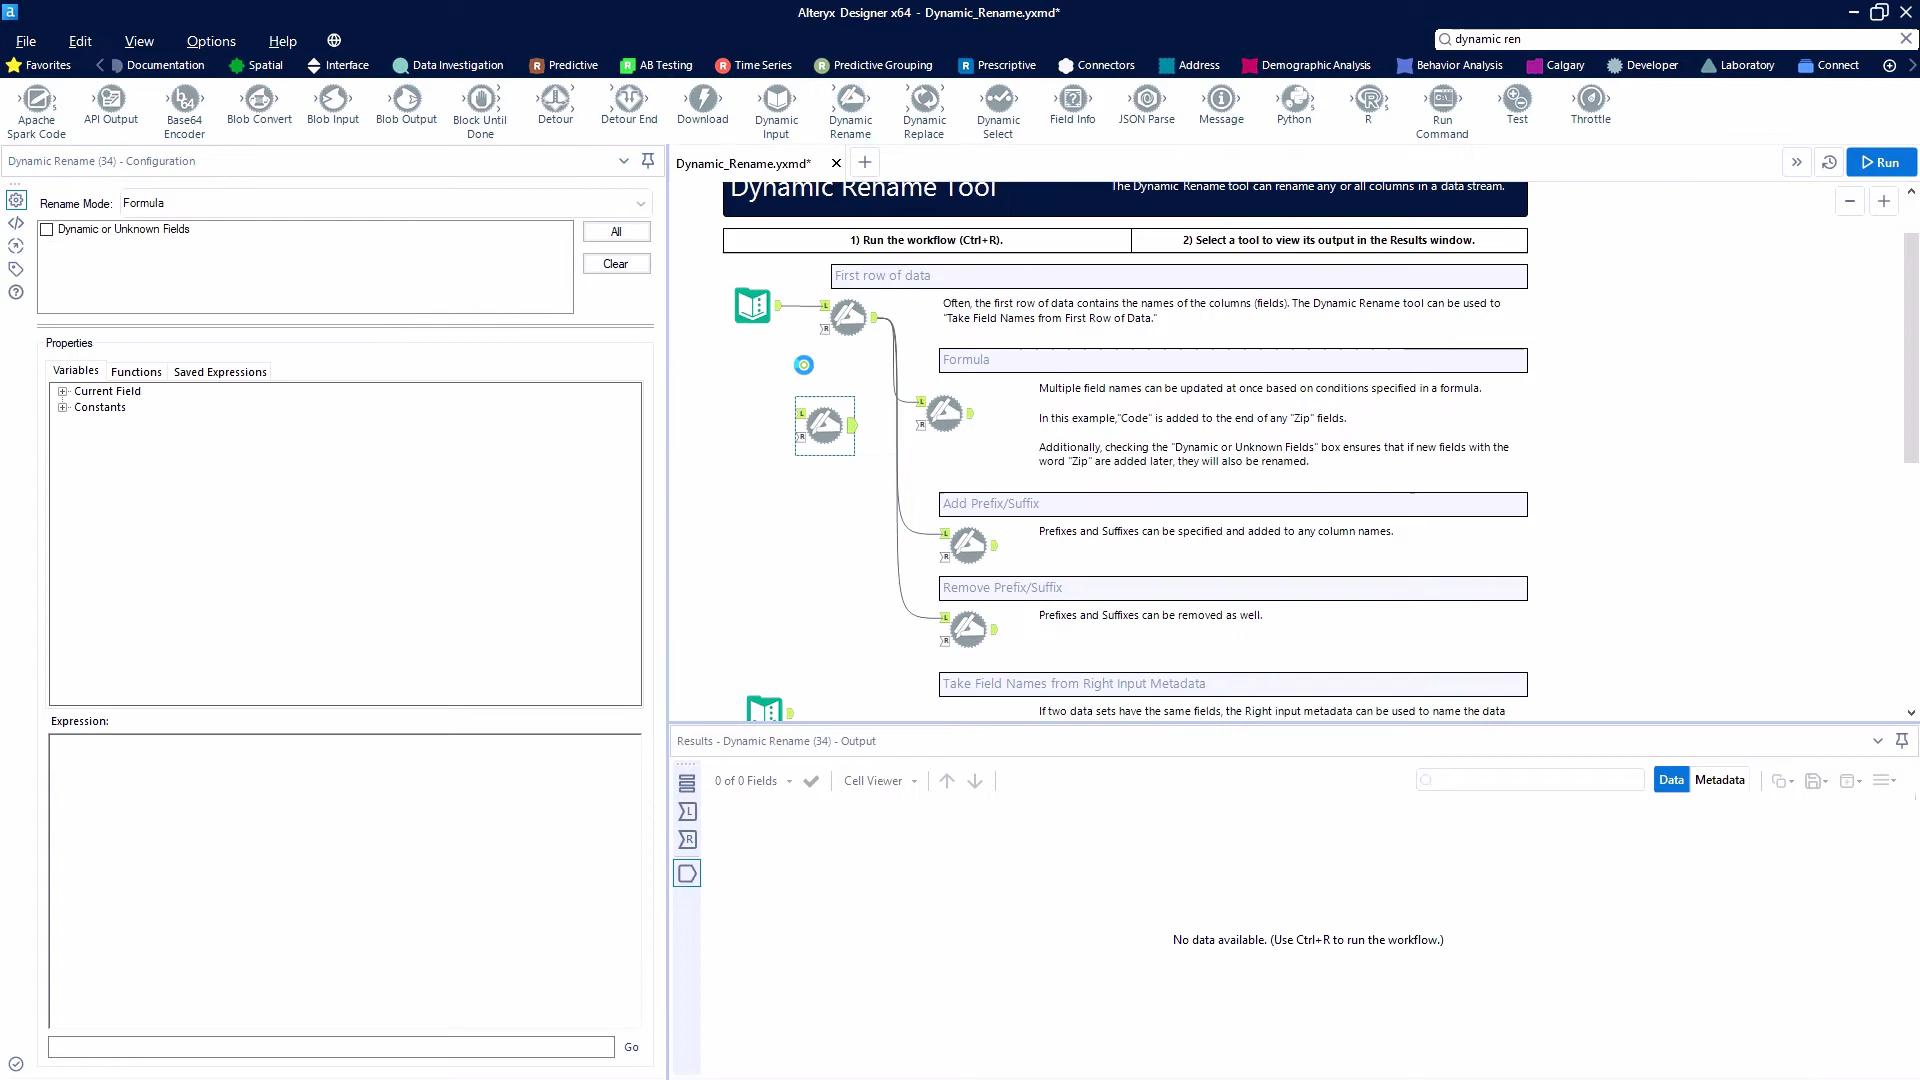 Alteryx Designer x64 - Dynamic_Rename.yxmd*
File Edit View Options Help
dynamic ren
Favorites Documentation Spatial Interface Data Investigation Predictive AB Testing Time Series Predictive Grouping Prescriptive Connectors Address Demographic Analysis Behavior Analysis Calgary Developer Laboratory Connect
Apache Spark Code
API Output
Base64 Encoder
Blob Convert
Blob Input
Blob Output
Block Until Done
Detour
Detour End
Download
Dynamic Input
Dynamic Rename
Dynamic Replace
Dynamic Select
Field Info
JSON Parse
Message
Python
R
Run Command
Test
Throttle
Dynamic Rename (34) - Configuration
Rename Mode: Formula
Dynamic or Unknown Fields
All
Clear
Properties
Variables Functions Saved Expressions
Current Field
Constants
Expression:
Go
Dynamic_Rename.yxmd*
Run
Dynamic Rename Tool
The Dynamic Rename tool can rename any or all columns in a data stream.
1) Run the workflow (Ctrl+R).
2) Select a tool to view its output in the Results window.
First row of data
Often, the first row of data contains the names of the columns (fields). The Dynamic Rename tool can be used to
"Take Field Names from First Row of Data."
Formula
Multiple field names can be updated at once based on conditions specified in a formula.
In this example,"Code" is added to the end of any "Zip" fields.
Additionally, checking the "Dynamic or Unknown Fields" box ensures that if new fields with the
word "Zip" are added later, they will also be renamed.
Add Prefix/Suffix
Prefixes and Suffixes can be specified and added to any column names.
Remove Prefix/Suffix
Prefixes and Suffixes can be removed as well.
Take Field Names from Right Input Metadata
If two data sets have the same fields, the Right input metadata can be used to name the data
Results - Dynamic Rename (34) - Output
0 of 0 Fields
Cell Viewer
Data
Metadata
No data available. (Use Ctrl+R to run the workflow.)